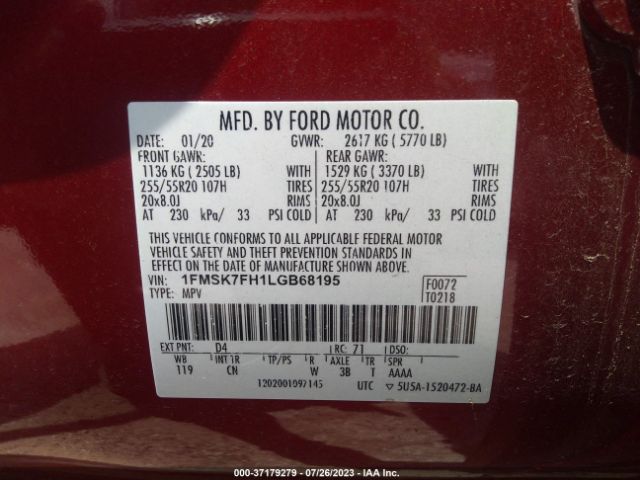 MFD. BY FORD MOTOR CO.
DATE: 01/20 GVWR: 2617 KG ( 5770 LB)
FRONT GAWR: REAR GAWR:
1136 KG ( 2505 LB) WITH 1529 KG ( 3370 LB) WITH
255/55R20 107H TIRES 255/55R20 107H TIRES
20x8.0J RIMS 20x8.0J RIMS
AT 230 kPa/ 33 PSI COLD AT 230 kPa/ 33 PSI COLD
THIS VEHICLE CONFORMS TO ALL APPLICABLE FEDERAL MOTOR
VEHICLE SAFETY AND THEFT PREVENTION STANDARDS IN
EFFECT ON THE DATE OF MANUFACTURE SHOWN ABOVE.
VIN: 1FMSK7FH1LGB68195 F0072
TYPE: MPV T0218
EXT PNT: D4 RC: 71 DSO:
WB INT TR TP/PS R AXLE TR SPR
119 CN W 3B T AAAA
1202001097145 UTC ▽ 5U5A-1520472-BA
000-37179279 - 07/26/2023 - IAA Inc.